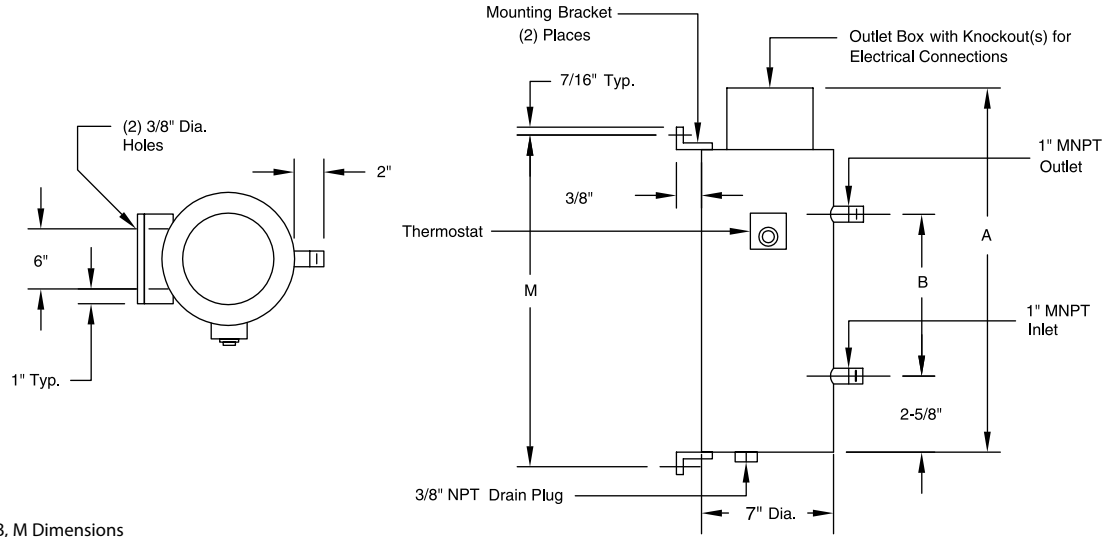 Mounting Bracket
(2) Places
Outlet Box with Knockout(s) for
Electrical Connections
7/16" Typ.
(2) 3/8" Dia.
Holes
2"
1" MNPT
Outlet
3/8"
Thermostat
A
6"
M
B
1" MNPT
Inlet
1" Typ.
2-5/8"
3/8" NPT Drain Plug
7" Dia.
, M Dimensions